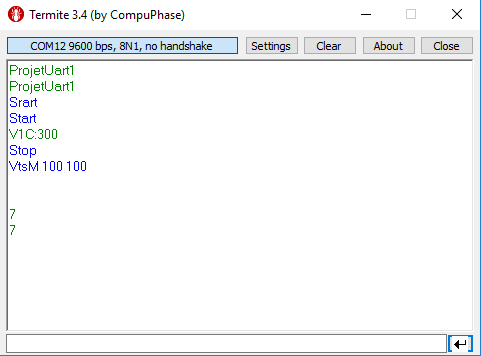 Termite 3.4 (by CompuPhase)
COM12 9600 bps, 8N1, no handshake Settings Clear About Close
ProjetUart1
ProjetUart1
Srart
Start
V1C:300
Stop
VtsM 100 100
7
7